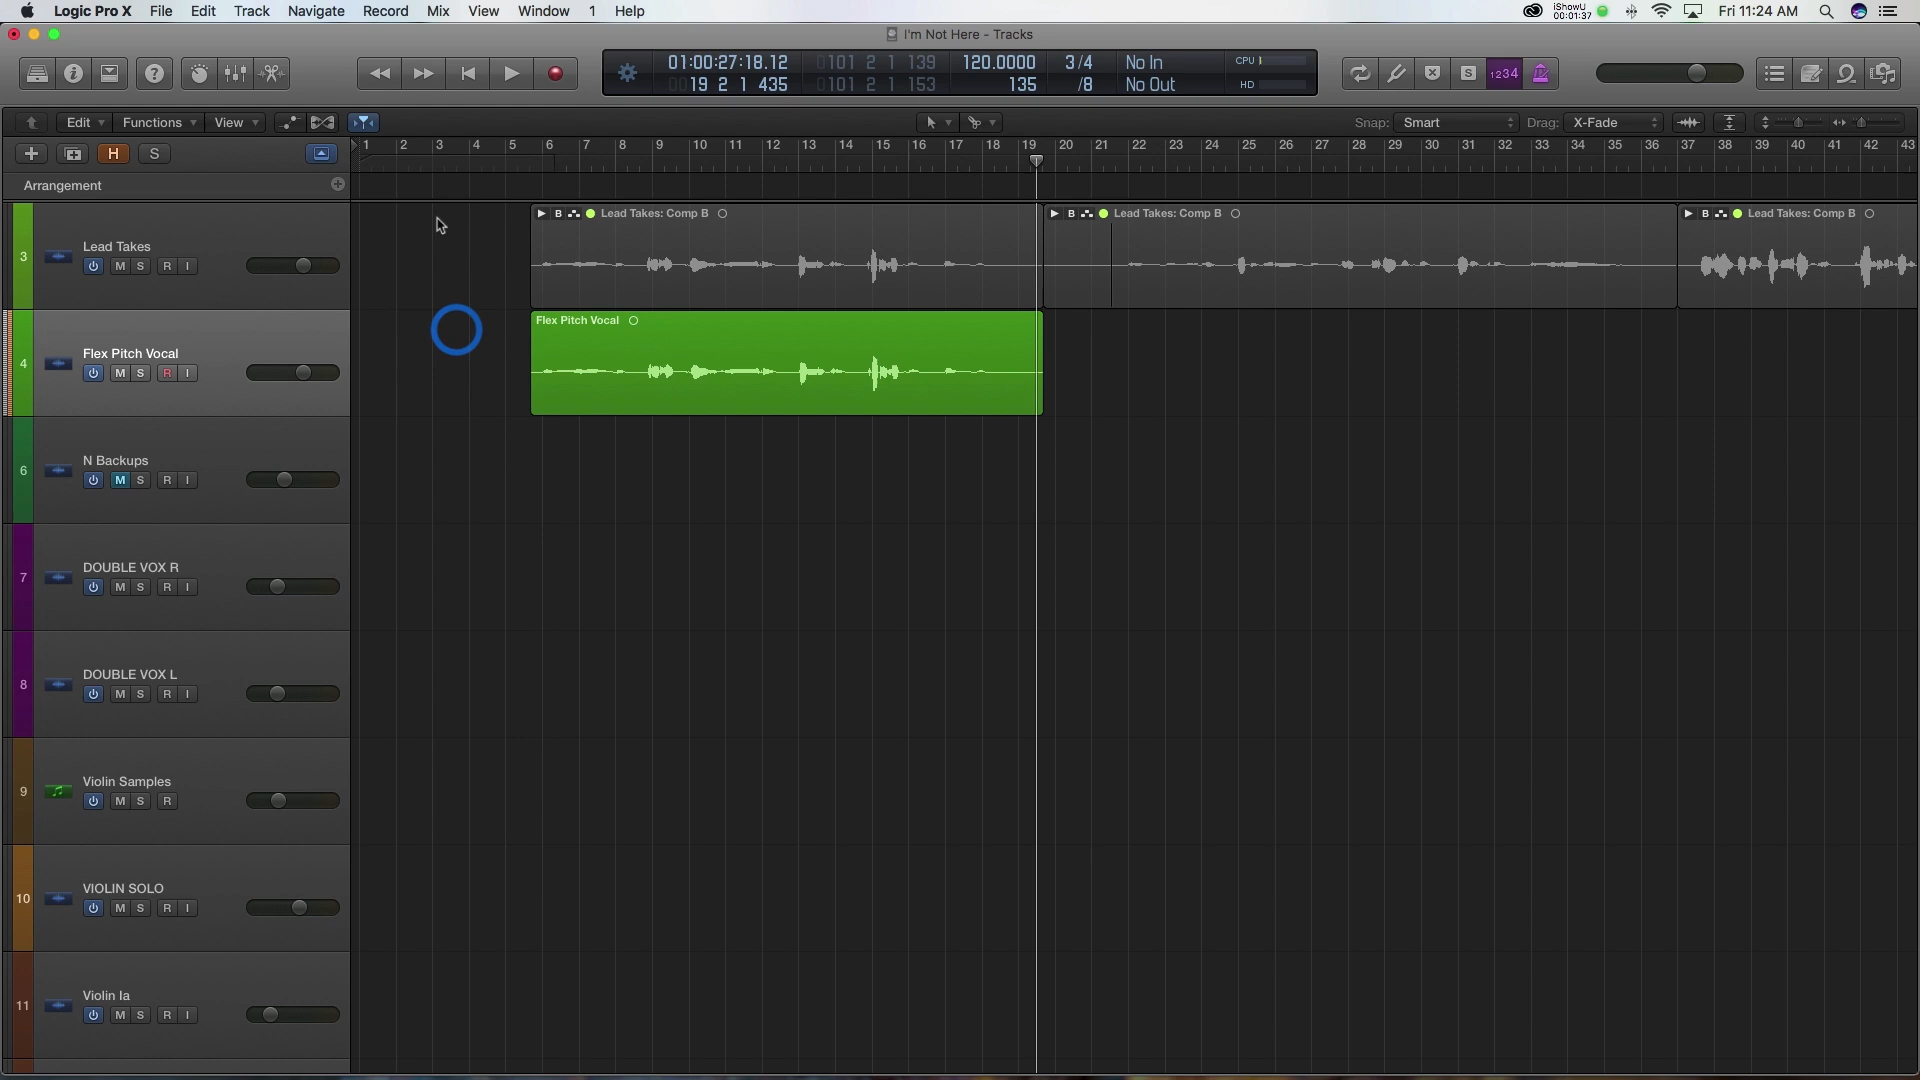 Logic Pro X File Edit Track Navigate Record Mix View Window 1 Help
iShowU
00:01:37
Fri 11:24 AM
I'm Not Here - Tracks
01:00:27:18.12 0101 2 1 139 120.0000 3/4 No In CPU
0019 2 1 435 0101 2 1 153 135 /8 No Out HD
S 1234
Edit Functions View Snap: Smart Drag: X-Fade
H S
1 2 3 4 5 6 7 8 9 10 11 12 13 14 15 16 17 18 19 20 21 22 23 24 25 26 27 28 29 30 31 32 33 34 35 36 37 38 39 40 41 42 43
Arrangement
B Lead Takes: Comp B
B Lead Takes: Comp B
B Lead Takes: Comp B
3 Lead Takes
M S R I
Flex Pitch Vocal
4 Flex Pitch Vocal
M S R I
6 N Backups
M S R I
7 DOUBLE VOX R
M S R I
8 DOUBLE VOX L
M S R I
9 Violin Samples
M S R
10 VIOLIN SOLO
M S R I
11 Violin Ia
M S R I